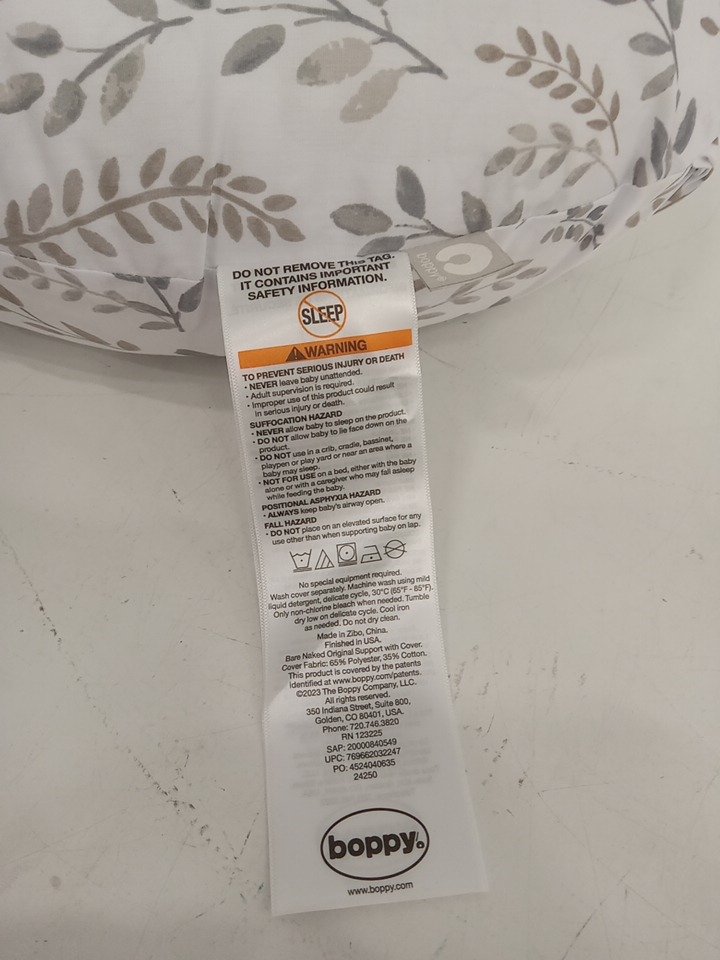 DO NOT REMOVE THIS TAG.
IT CONTAINS IMPORTANT
SAFETY INFORMATION.
boppy
SLEEP
WARNING
TO PREVENT SERIOUS INJURY OR DEATH
• NEVER leave baby unattended.
• Adult supervision is required.
• Improper use of this product could result
in serious injury or death.
SUFFOCATION HAZARD
• NEVER allow baby to sleep on the product.
• DO NOT allow baby to lie face down on the
product.
• DO NOT use in a crib, cradle, bassinet,
playpen or play yard or near an area where a
baby may sleep.
• NOT FOR USE on a bed, either with the baby
alone or with a caregiver who may fall asleep
while feeding the baby.
POSITIONAL ASPHYXIA HAZARD
• ALWAYS keep baby's airway open.
FALL HAZARD
• DO NOT place on an elevated surface for any
use other than when supporting baby on lap.
No special equipment required.
Wash cover separately. Machine wash using mild
liquid detergent, delicate cycle, 30°C (65°F - 85°F).
Only non-chlorine bleach when needed. Tumble
dry low on delicate cycle. Cool iron
as needed. Do not dry clean.
Made in Zibo, China.
Finished in USA.
Bare Naked Original Support with Cover.
Cover Fabric: 65% Polyester, 35% Cotton.
This product is covered by the patents
identified at www.boppy.com/patents.
©2023 The Boppy Company, LLC.
All rights reserved.
350 Indiana Street, Suite 800,
Golden, CO 80401, USA.
Phone: 720.746.3820
RN 123225
SAP: 20000840549
UPC: 769662032247
PO: 4524040635
24250
boppy
www.boppy.com